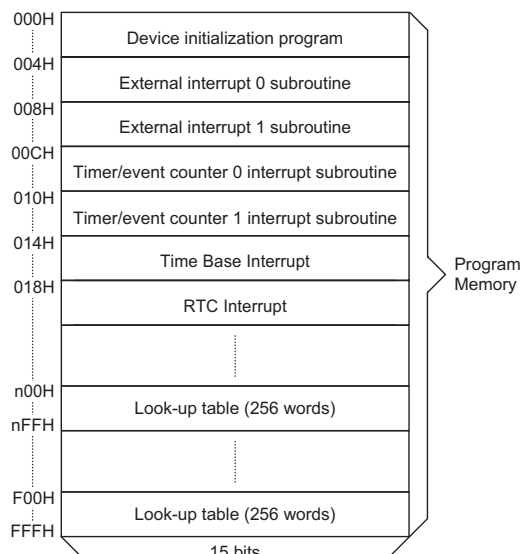 000H
Device initialization program
004H
External interrupt 0 subroutine
008H
External interrupt 1 subroutine
00CH
Timer/event counter 0 interrupt subroutine
010H
Timer/event counter 1 interrupt subroutine
014H
Time Base Interrupt
018H
RTC Interrupt
Program
Memory
n00H
Look-up table (256 words)
nFFH
F00H
Look-up table (256 words)
FFFH
15 bits